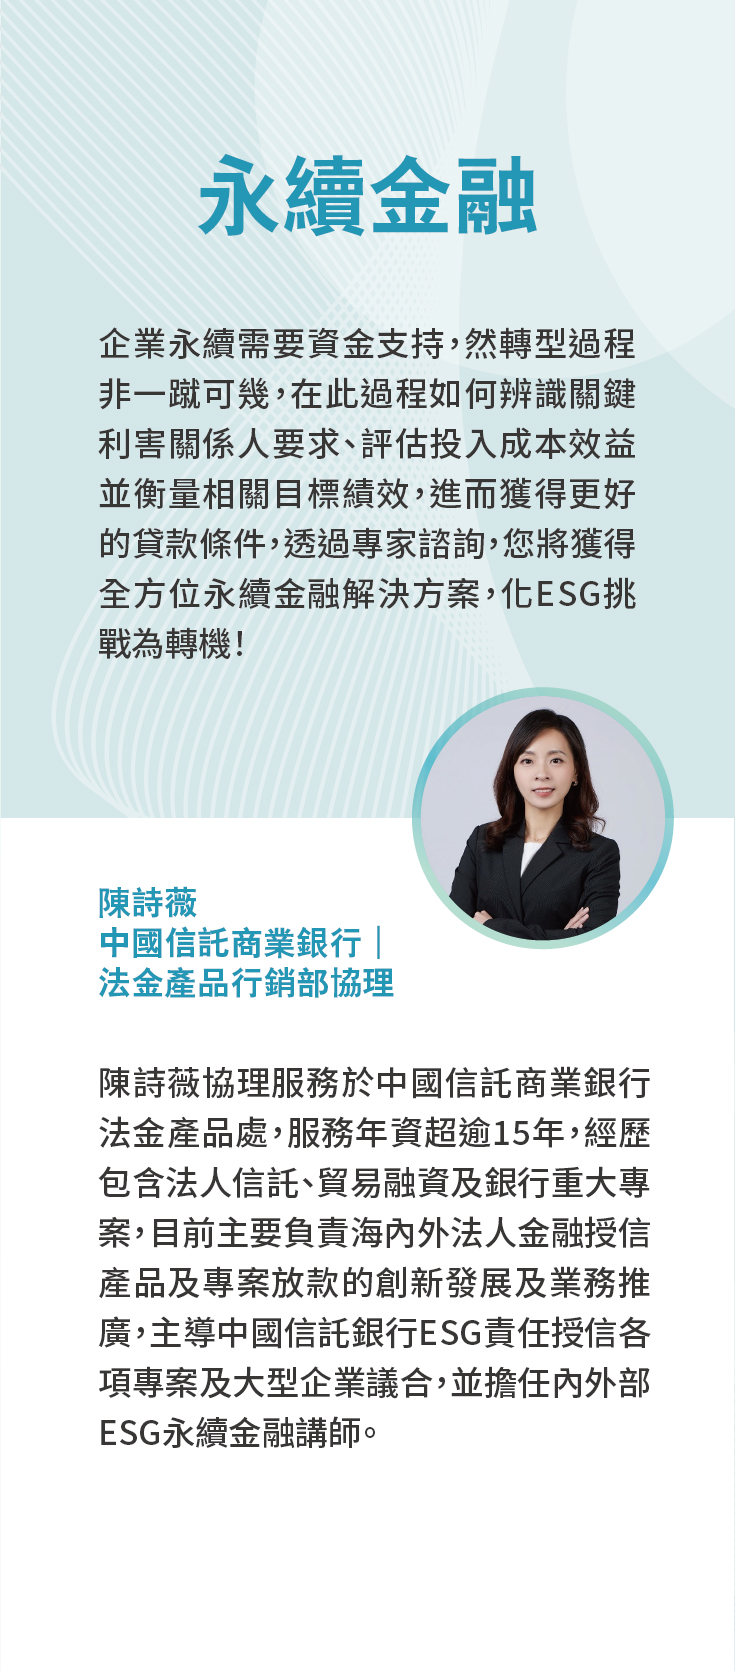 永續金融
企業永續需要資金支持，然轉型過程
非一蹴可幾，在此過程如何辨識關鍵
利害關係人要求、評估投入成本效益
並衡量相關目標績效，進而獲得更好
的貸款條件，透過專家諮詢，您將獲得
全方位永續金融解決方案，化ESG挑
戰為轉機！
陳詩薇
中國信託商業銀行｜
法金產品行銷部協理
陳詩薇協理服務於中國信託商業銀行
法金產品處，服務年資超逾15年，經歷
包含法人信託、貿易融資及銀行重大專
案，目前主要負責海內外法人金融授信
產品及專案放款的創新發展及業務推
廣，主導中國信託銀行ESG責任授信各
項專案及大型企業議合，並擔任內外部
ESG永續金融講師。